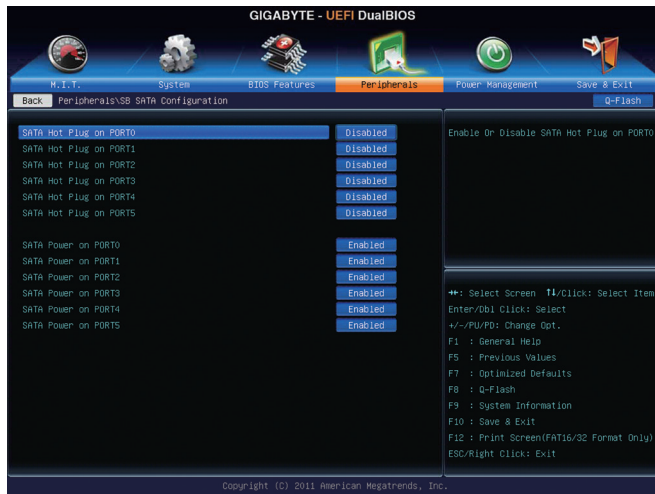 GIGABYTE - UEFI DualBIOS
M.I.T. System BIOS Features Peripherals Power Management Save & Exit
Back Peripherals\SB SATA Configuration Q-Flash
SATA Hot Plug on PORT0 Disabled
SATA Hot Plug on PORT1 Disabled
SATA Hot Plug on PORT2 Disabled
SATA Hot Plug on PORT3 Disabled
SATA Hot Plug on PORT4 Disabled
SATA Hot Plug on PORT5 Disabled
SATA Power on PORT0 Enabled
SATA Power on PORT1 Enabled
SATA Power on PORT2 Enabled
SATA Power on PORT3 Enabled
SATA Power on PORT4 Enabled
SATA Power on PORT5 Enabled
Enable Or Disable SATA Hot Plug on PORT0
↔: Select Screen ↑↓/Click: Select Item
Enter/Dbl Click: Select
+/-/PU/PD: Change Opt.
F1 : General Help
F5 : Previous Values
F7 : Optimized Defaults
F8 : Q-Flash
F9 : System Information
F10 : Save & Exit
F12 : Print Screen(FAT16/32 Format Only)
ESC/Right Click: Exit
Copyright (C) 2011 American Megatrends, Inc.